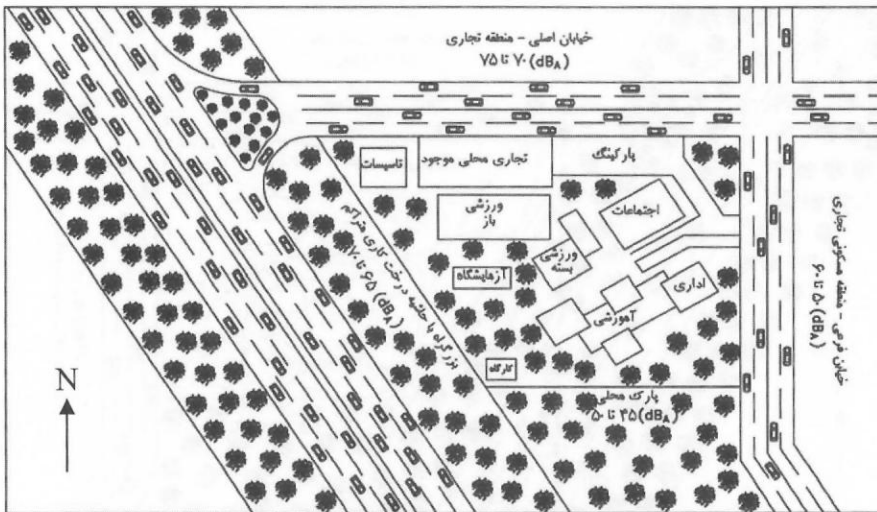 خیابان اصلی - منطقه تجاری
۷۰ تا ۷۵ (dBA)
تاسیسات
تجاری محلی موجود
پارکینگ
ورزشی
باز
اجتماعات
ورزشی
بسته
آزمایشگاه
اداری
آموزشی
کارگاه
پارک محلی
۴۵ تا ۵۰ (dBA)
بزرگراه با حاشیه درخت کاری متراکم
۶۵ تا ۷۰ (dBA)
خیابان فرعی - منطقه مسکونی تجاری
۵۰ تا ۶۰ (dBA)
N